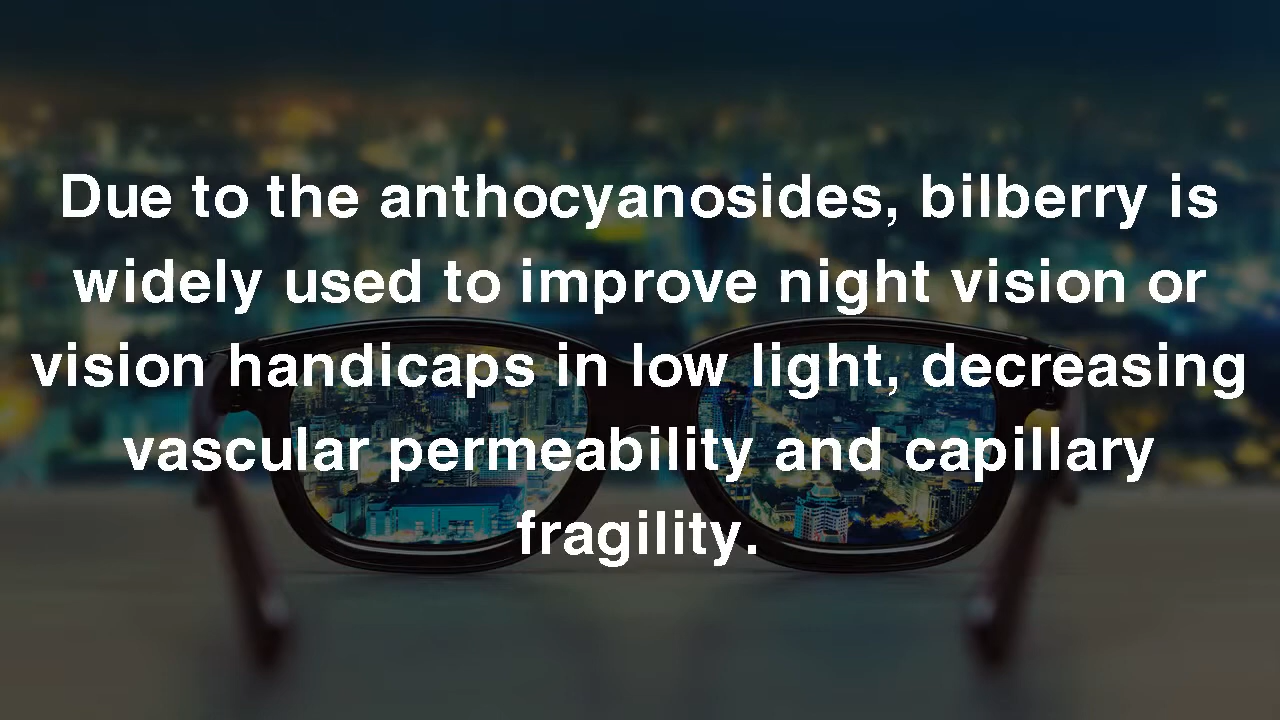 Due to the anthocyanosides, bilberry is
widely used to improve night vision or
vision handicaps in low light, decreasing
vascular permeability and capillary
fragility.